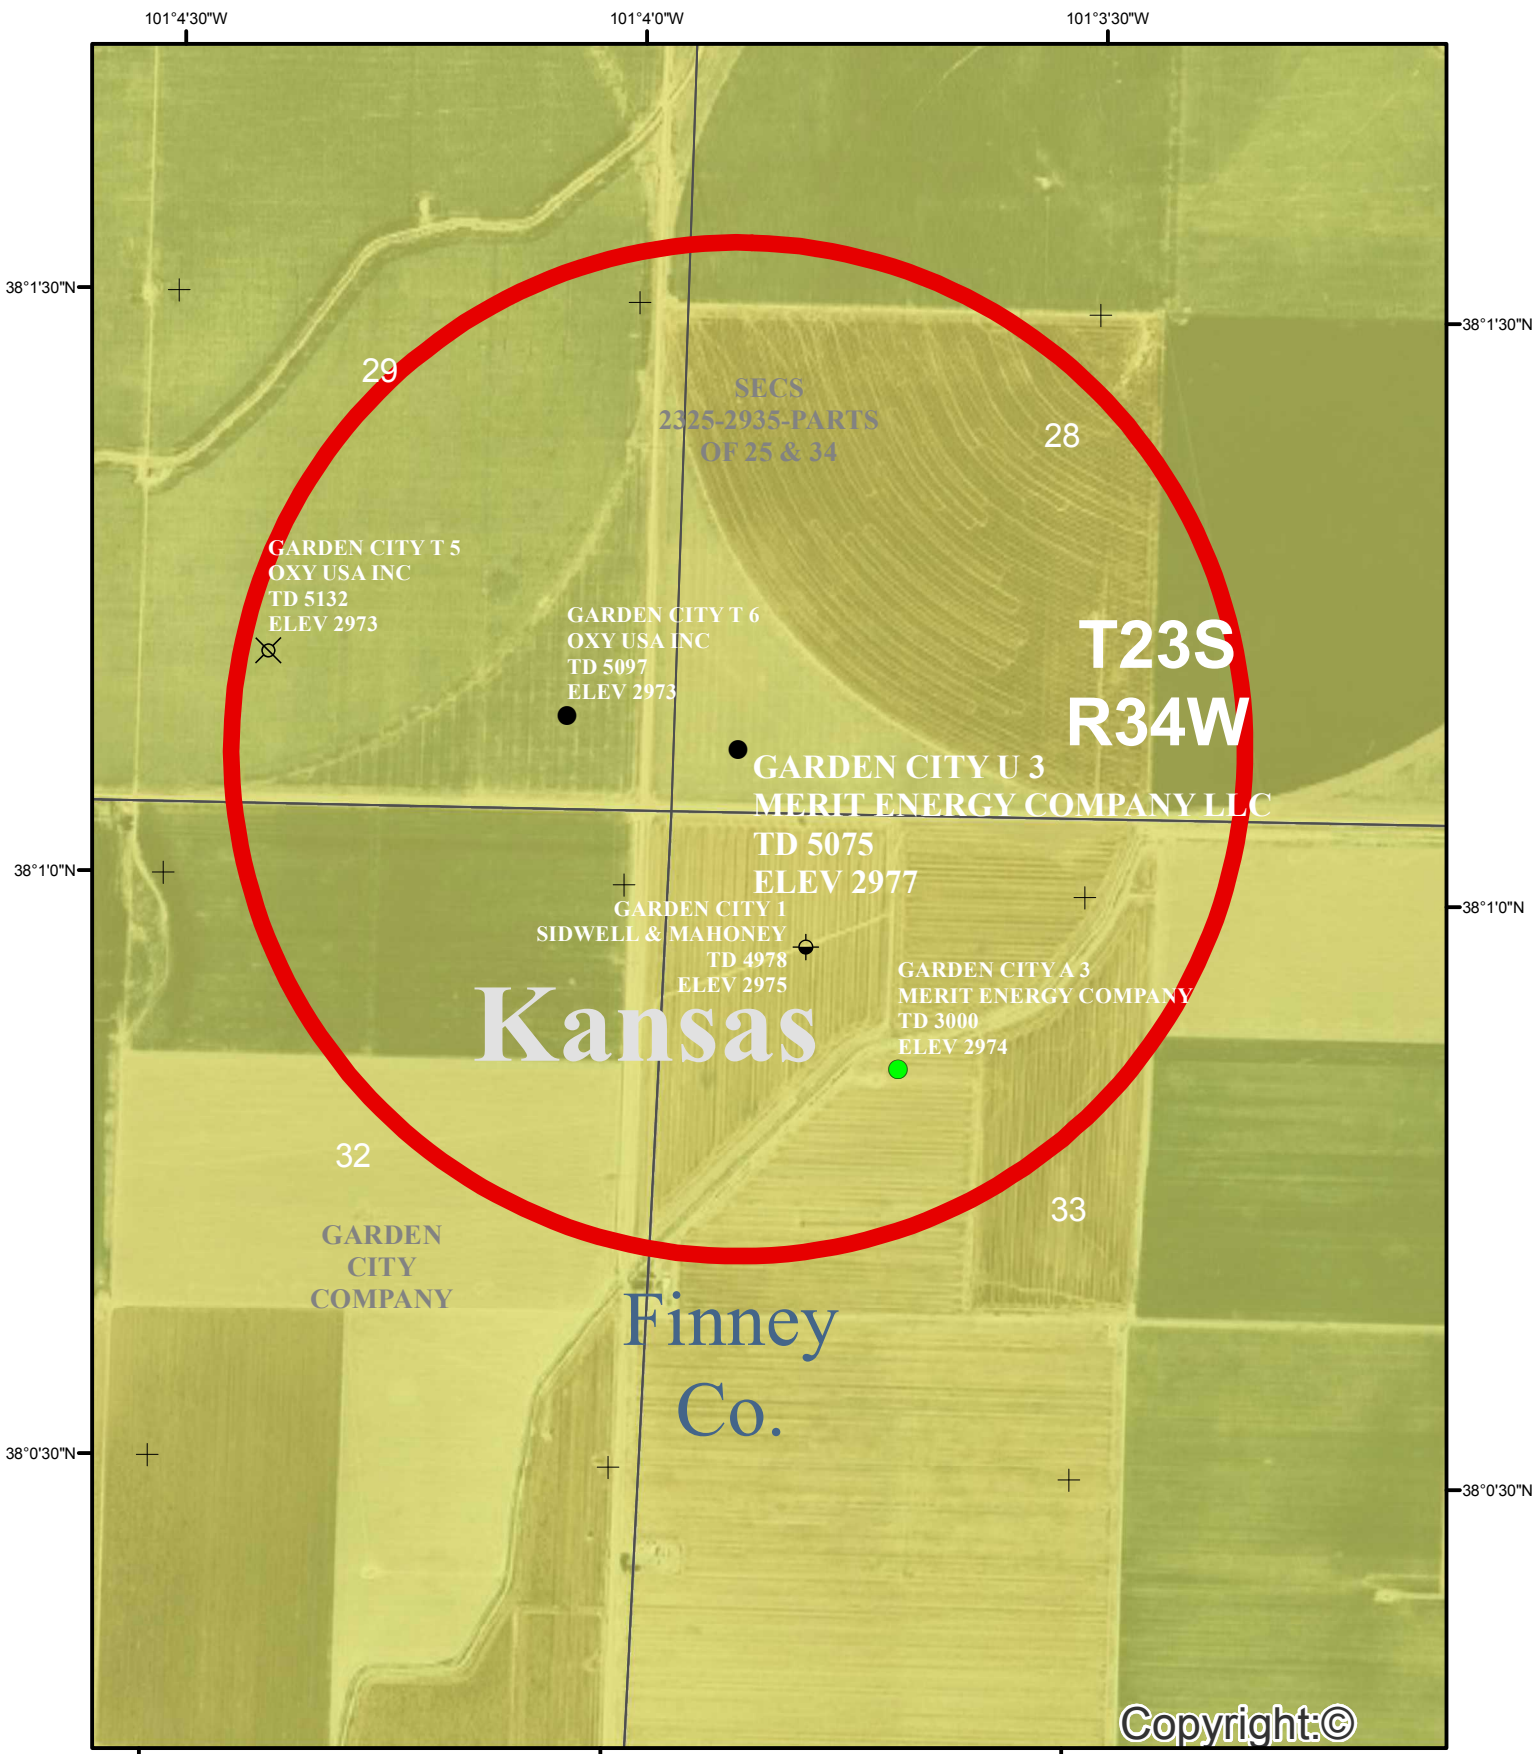 101°4'30"W
101°4'0"W
101°3'30"W
38°1'30"N
38°1'30"N
29
SECS
2325-2935-PARTS
OF 25 & 34
28
GARDEN CITY T 5
OXY USA INC
TD 5132
ELEV 2973
GARDEN CITY T 6
OXY USA INC
TD 5097
ELEV 2973
T23S
R34W
GARDEN CITY U 3
MERIT ENERGY COMPANY LLC
TD 5075
ELEV 2977
38°1'0"N
38°1'0"N
GARDEN CITY 1
SIDWELL & MAHONEY
TD 4978
ELEV 2975
GARDEN CITY A 3
MERIT ENERGY COMPANY
TD 3000
ELEV 2974
Kansas
32
33
GARDEN
CITY
COMPANY
Finney
Co.
38°0'30"N
38°0'30"N
Copyright:©